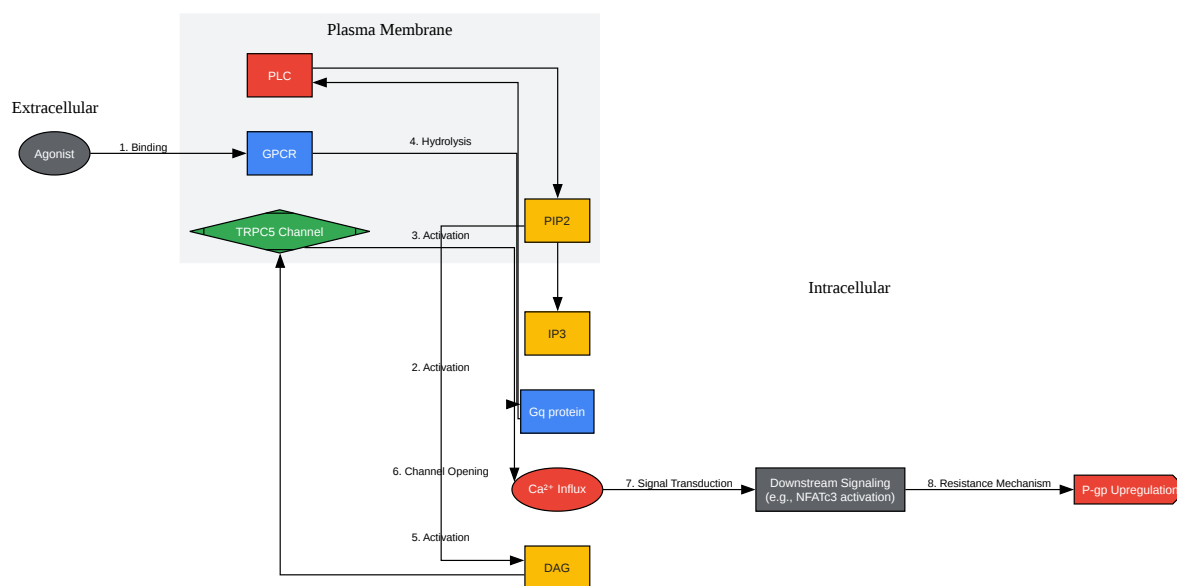 Plasma Membrane
PLC
Extracellular
Agonist
1. Binding
GPCR
4. Hydrolysis
PIP2
TRPC5 Channel
3. Activation
Intracellular
IP3
2. Activation
Gq protein
6. Channel Opening
Ca²⁺ Influx
7. Signal Transduction
Downstream Signaling
(e.g., NFATc3 activation)
8. Resistance Mechanism
P-gp Upregulation
5. Activation
DAG